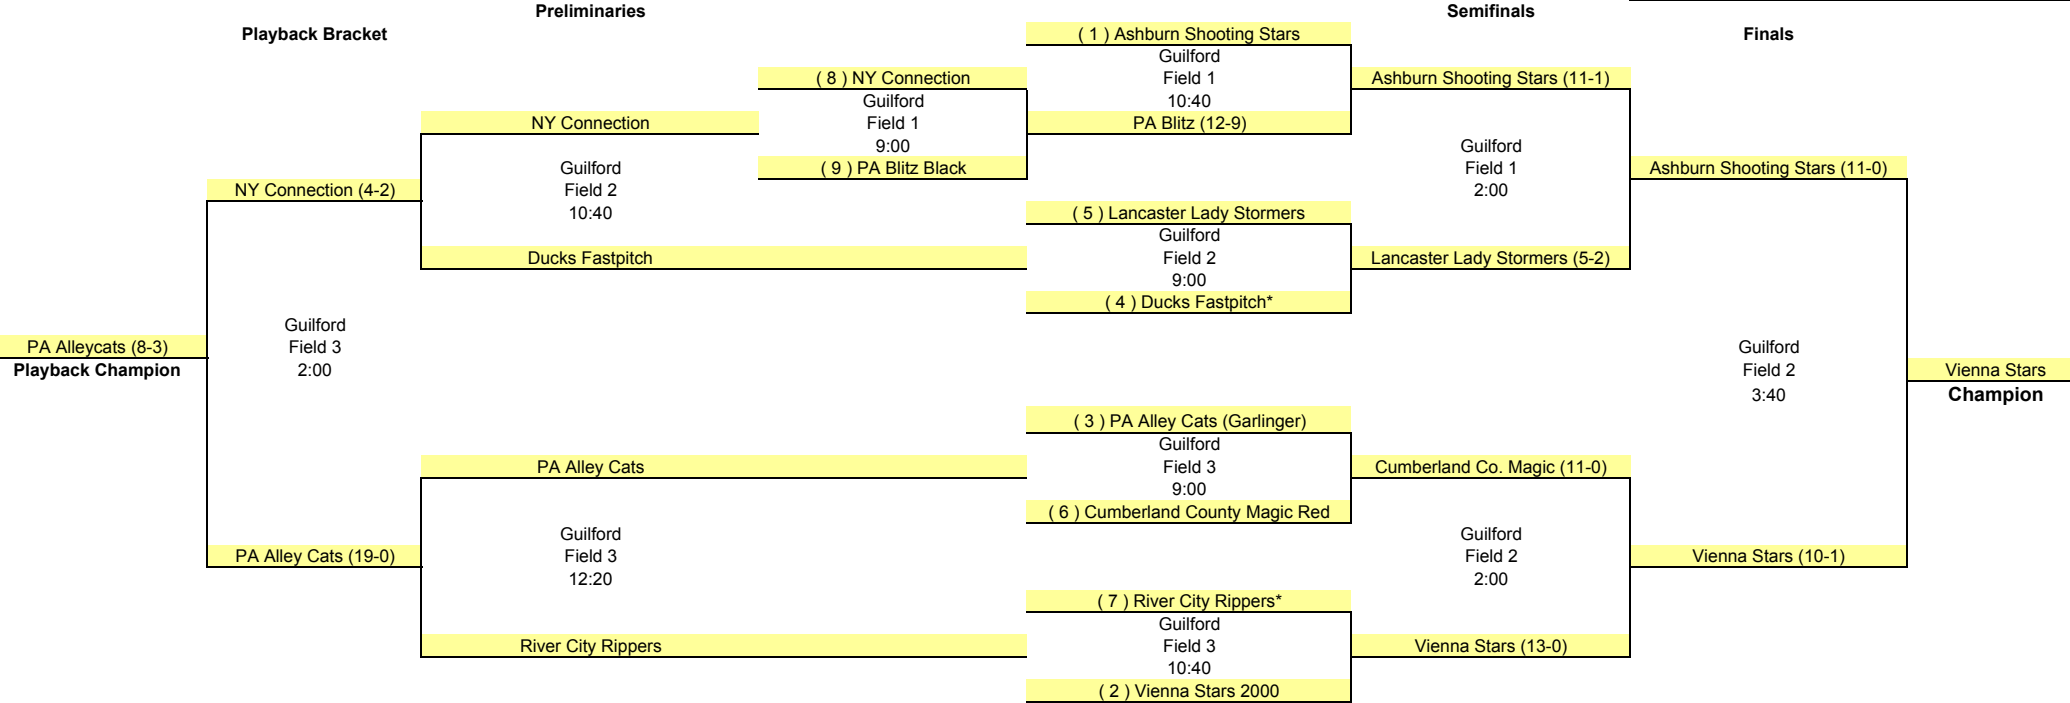 Preliminaries
Semifinals
Playback Bracket
( 1 ) Ashburn Shooting Stars
Finals
Guilford
( 8 ) NY Connection
Field 1
Ashburn Shooting Stars (11-1)
Guilford
10:40
NY Connection
Field 1
PA Blitz (12-9)
9:00
Guilford
Guilford
( 9 ) PA Blitz Black
Field 1
Ashburn Shooting Stars (11-0)
NY Connection (4-2)
Field 2
2:00
10:40
( 5 ) Lancaster Lady Stormers
Guilford
Ducks Fastpitch
Field 2
Lancaster Lady Stormers (5-2)
9:00
( 4 ) Ducks Fastpitch*
Guilford
PA Alleycats (8-3)
Field 3
Guilford
Playback Champion
2:00
Field 2
Vienna Stars
3:40
Champion
( 3 ) PA Alley Cats (Garlinger)
Guilford
PA Alley Cats
Field 3
Cumberland Co. Magic (11-0)
9:00
( 6 ) Cumberland County Magic Red
Guilford
Guilford
PA Alley Cats (19-0)
Field 3
Field 2
Vienna Stars (10-1)
12:20
2:00
( 7 ) River City Rippers*
Guilford
River City Rippers
Field 3
Vienna Stars (13-0)
10:40
( 2 ) Vienna Stars 2000